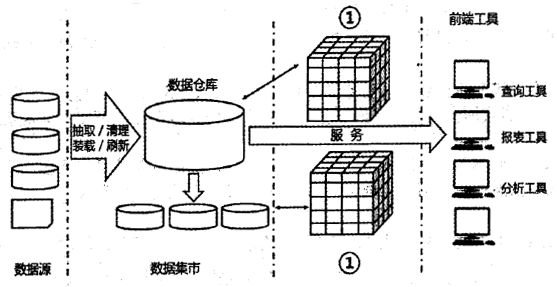 ①
前端工具
数据仓库
抽取 / 清理
装载 / 刷新
服务
查询工具
报表工具
分析工具
数据源
数据集市
①